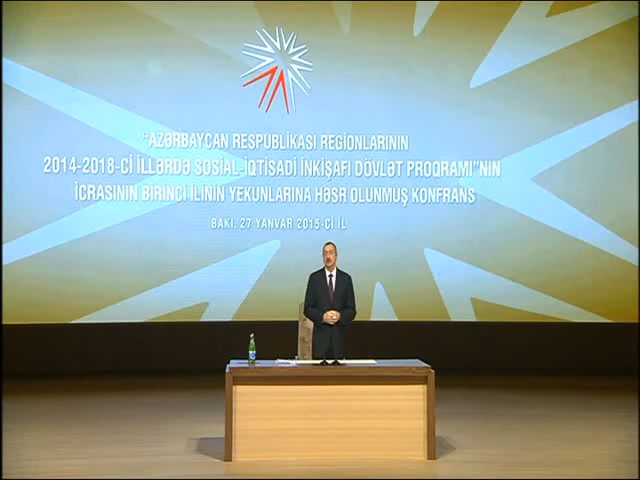 "AZƏRBAYCAN RESPUBLİKASI REGİONLARININ
2014-2018-Cİ İLLƏRDƏ SOSİAL-İQTİSADİ İNKİŞAFI DÖVLƏT PROQRAMI"NIN
İCRASININ BİRİNCİ İLİNİN YEKUNLARINA HƏSR OLUNMUŞ KONFRANS
BAKI, 27 YANVAR 2015-Cİ İL